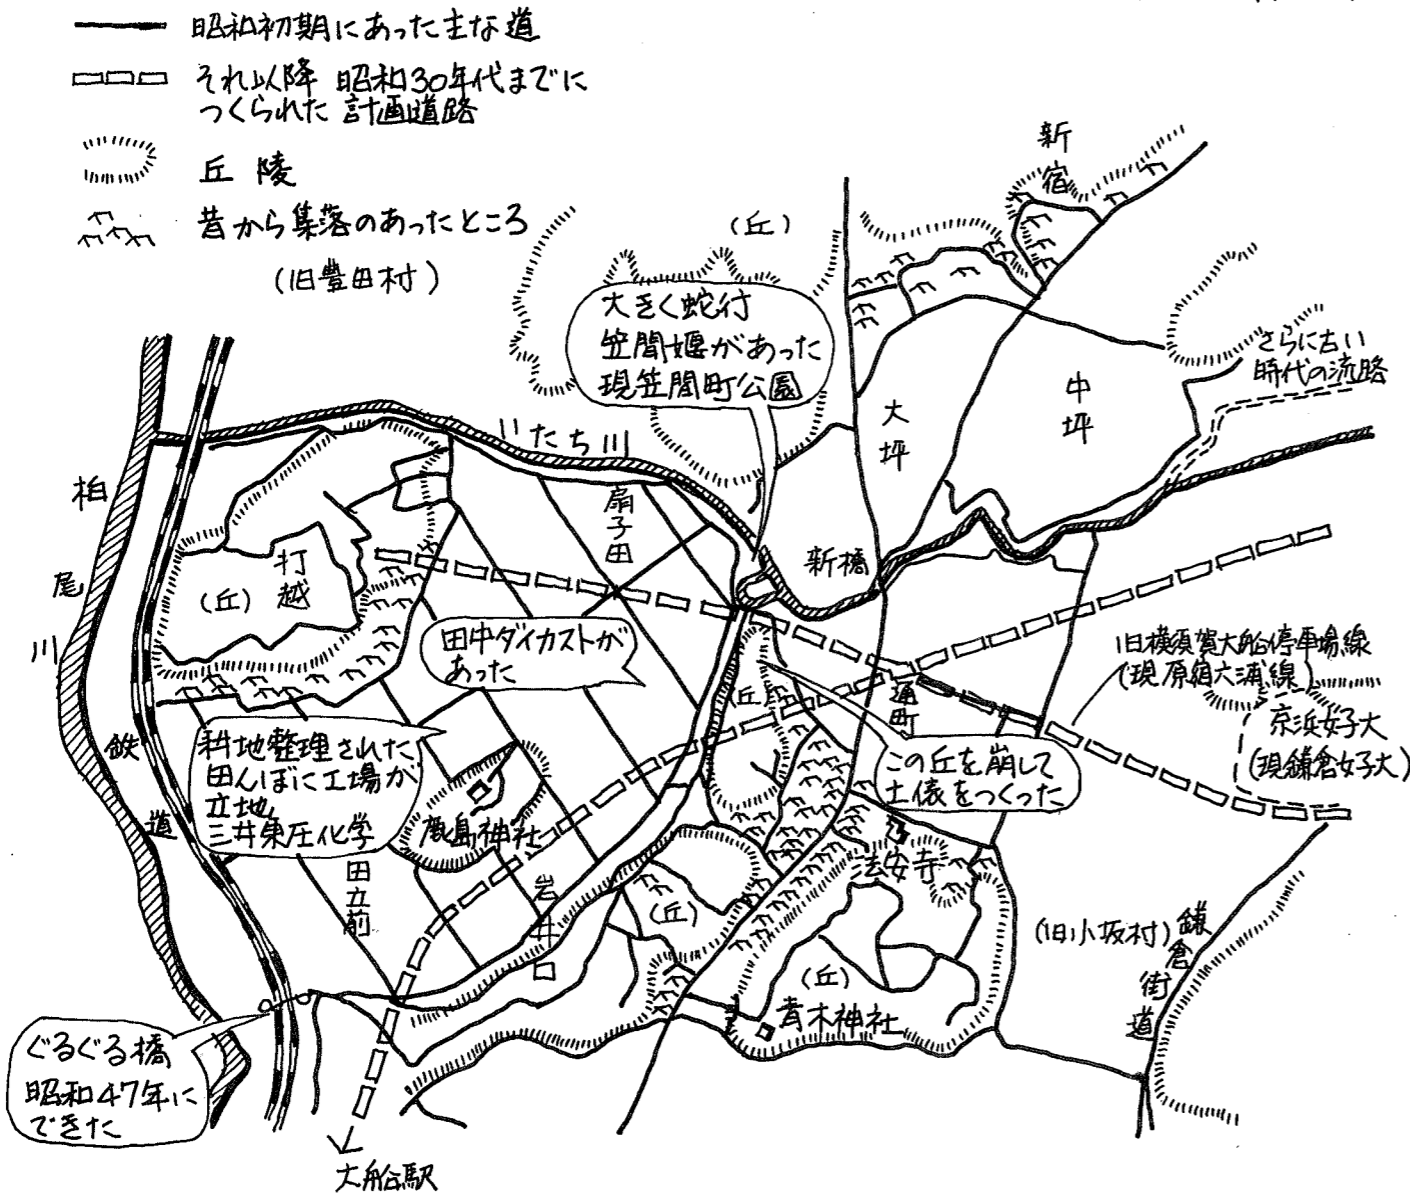 昭和初期にあった主な道
それ以降 昭和30年代までに
つくられた 計画道路
丘陵
昔から集落のあったところ
(旧豊田村)
新宿
(丘)
大きく蛇行
笠間堰があった
現笠間町公園
さらに古い
時代の流路
中坪
大坪
いたち川
柏尾川
扇子田
新橋
打越
(丘)
田中ダイカストが
あった
旧横須賀大船停車場線
(現原宿六浦線)
(丘)
通町
京浜女子大
(現鎌倉女子大)
この丘を崩して
土俵をつくった
鉄道
耕地整理された
田んぼに工場が
立地
三井東圧化学
鹿島神社
法安寺
田立前
岩井口
(丘)
(旧小坂村)
鎌倉街道
(丘)
青木神社
ぐるぐる橋
昭和47年に
できた
大船駅